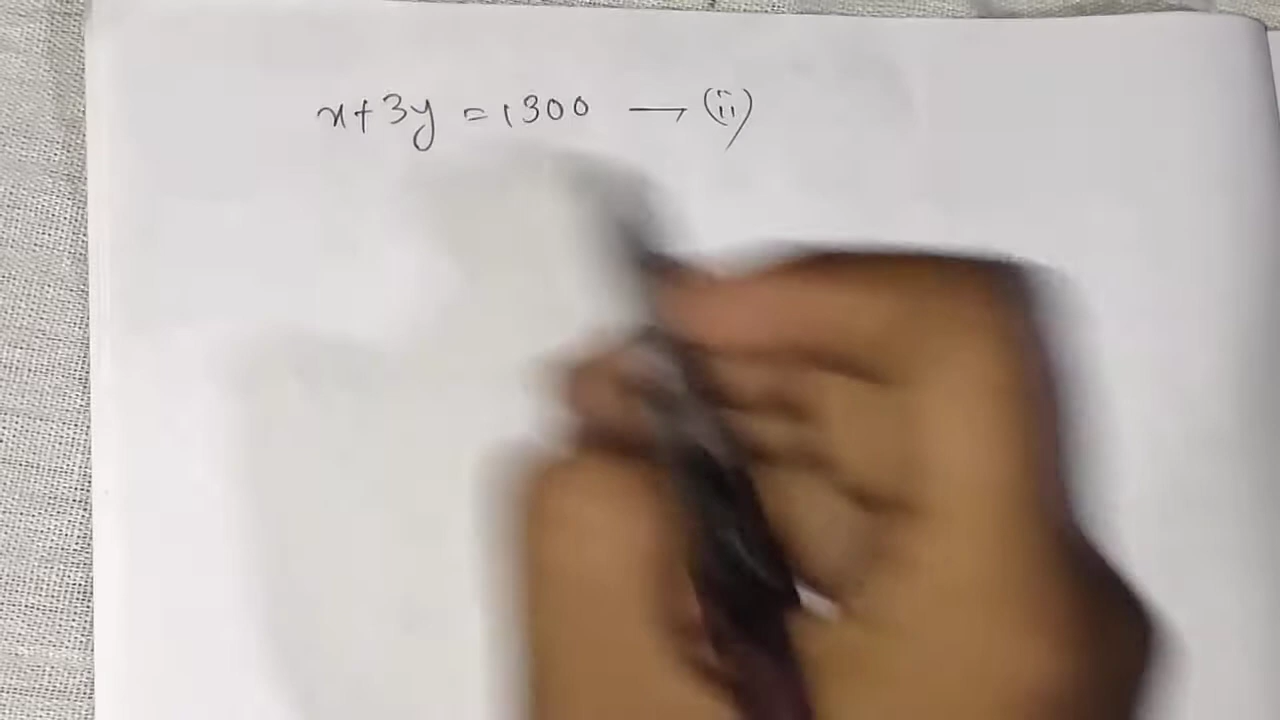 x+3y = 1300 → (ii)